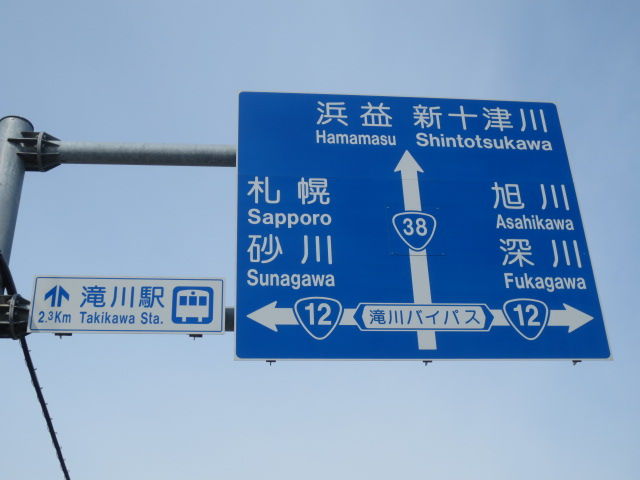 浜益 新十津川
Hamamasu Shintotsukawa
札幌 旭川
Sapporo Asahikawa
38
砂川 深川
Sunagawa Fukagawa
12 滝川バイパス 12
滝川駅
2.3Km Takikawa Sta.